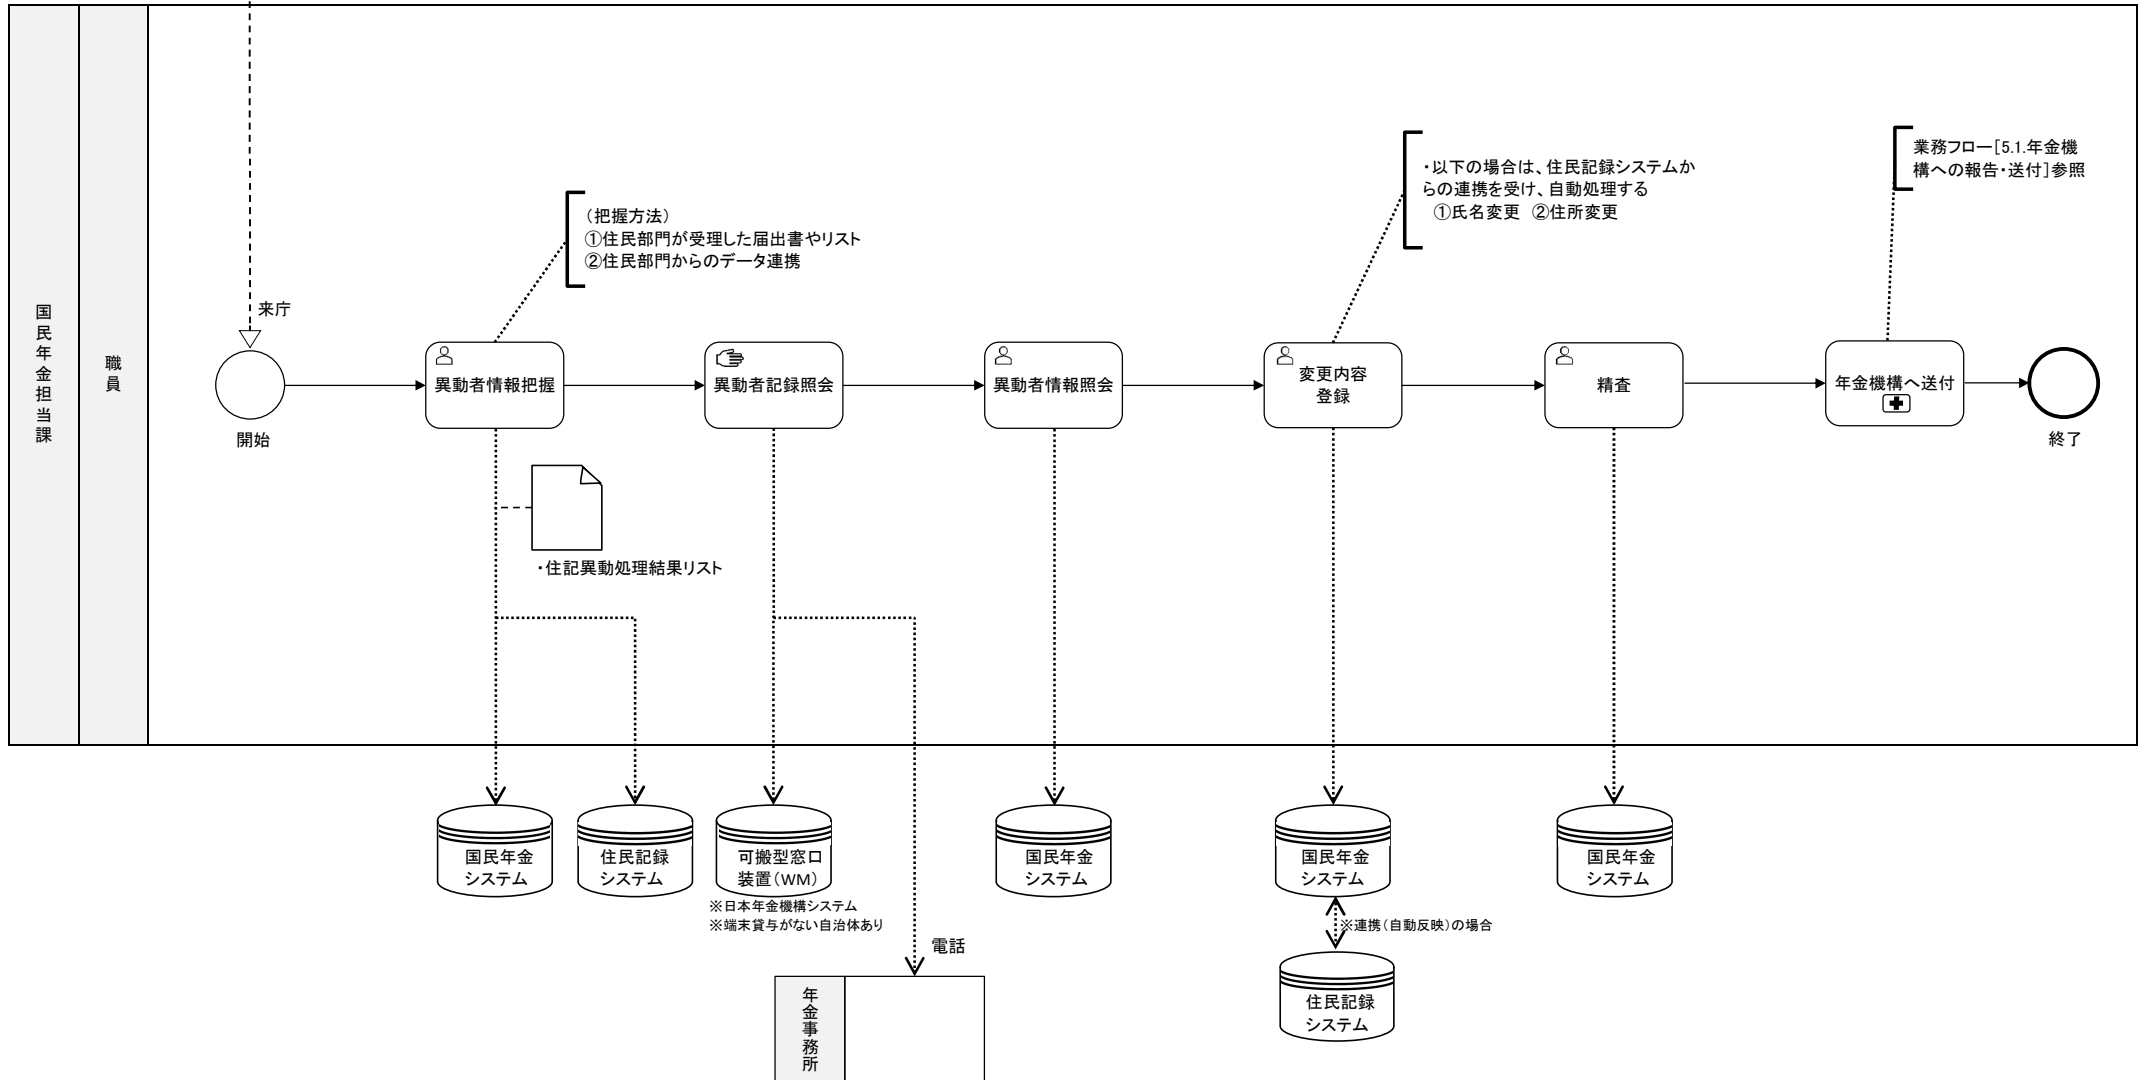 国民年金担当課
職員
来庁
開始
（把握方法）
①住民部門が受理した届出書やリスト
②住民部門からのデータ連携
・以下の場合は、住民記録システムか
らの連携を受け、自動処理する
①氏名変更　②住所変更
業務フロー[5.1.年金機
構への報告・送付]参照
異動者情報把握
異動者記録照会
異動者情報照会
変更内容
登録
精査
年金機構へ送付
終了
・住記異動処理結果リスト
国民年金
システム
住民記録
システム
可搬型窓口
装置（WM）
※日本年金機構システム
※端末貸与がない自治体あり
国民年金
システム
国民年金
システム
※連携（自動反映）の場合
住民記録
システム
国民年金
システム
電話
年金事務所